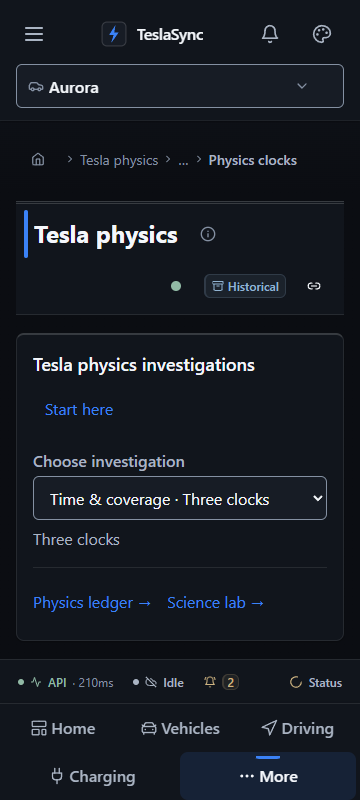 TeslaSync
Aurora
Tesla physics
...
Physics clocks
Tesla physics
Historical
Tesla physics investigations
Start here
Choose investigation
Time & coverage · Three clocks
Three clocks
Physics ledger → Science lab →
API · 210ms Idle 2 Status
Home Vehicles Driving
Charging ··· More